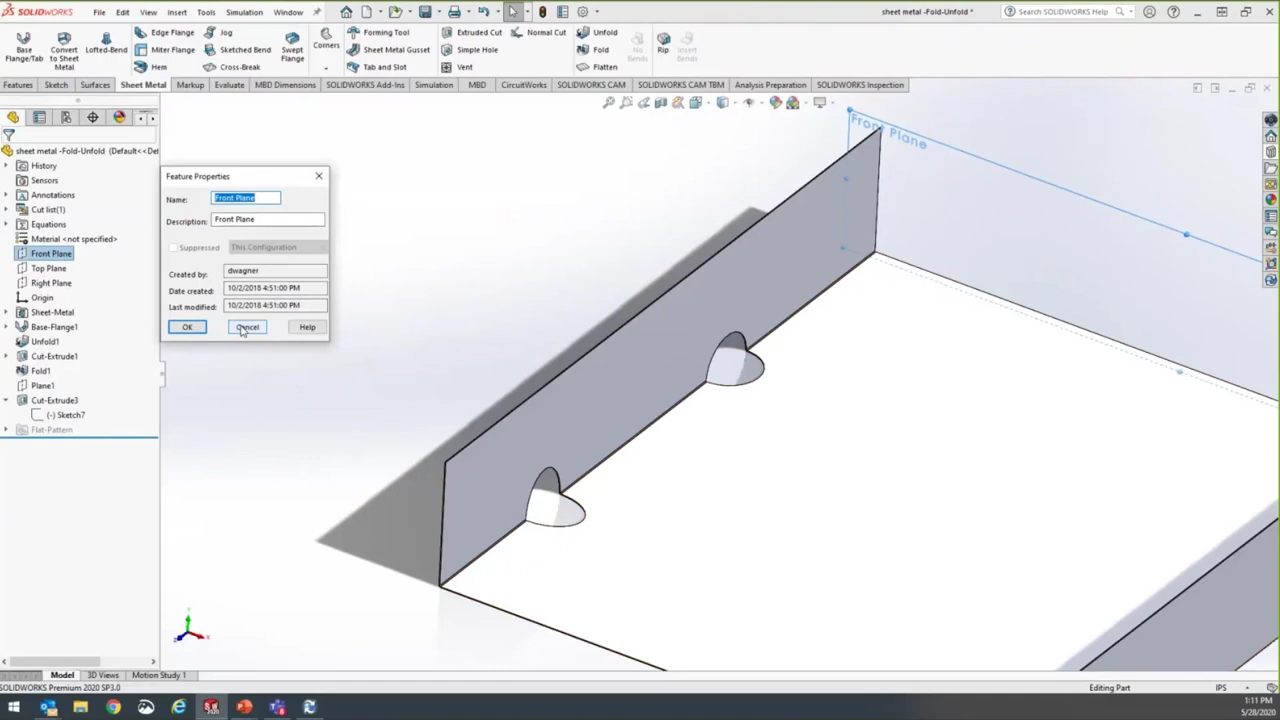 SOLIDWORKS File Edit View Insert Tools Simulation Window sheet metal -Fold-Unfold * Search SOLIDWORKS Help
Base Flange/Tab
Convert to Sheet Metal
Lofted-Bend
Edge Flange
Miter Flange
Hem
Jog
Sketched Bend
Cross-Break
Swept Flange
Corners
Forming Tool
Sheet Metal Gusset
Tab and Slot
Extruded Cut
Simple Hole
Vent
Normal Cut
Unfold
Fold
Flatten
No Bends
Rip
Insert Bends
Features Sketch Surfaces Sheet Metal Markup Evaluate MBD Dimensions SOLIDWORKS Add-Ins Simulation MBD CircuitWorks SOLIDWORKS CAM SOLIDWORKS CAM TBM Analysis Preparation SOLIDWORKS Inspection
sheet metal -Fold-Unfold (Default<<De
History
Sensors
Annotations
Cut list(1)
Equations
Material <not specified>
Front Plane
Top Plane
Right Plane
Origin
Sheet-Metal
Base-Flange1
Unfold1
Cut-Extrude1
Fold1
Plane1
Cut-Extrude3
(-) Sketch7
Flat-Pattern
Feature Properties
Name: Front Plane
Description: Front Plane
Suppressed This Configuration
Created by: dwagner
Date created: 10/2/2018 4:51:00 PM
Last modified: 10/2/2018 4:51:00 PM
OK Cancel Help
Front Plane
Y
X
Z
Model 3D Views Motion Study 1
SOLIDWORKS Premium 2020 SP3.0 Editing Part IPS
1:11 PM
5/28/2020